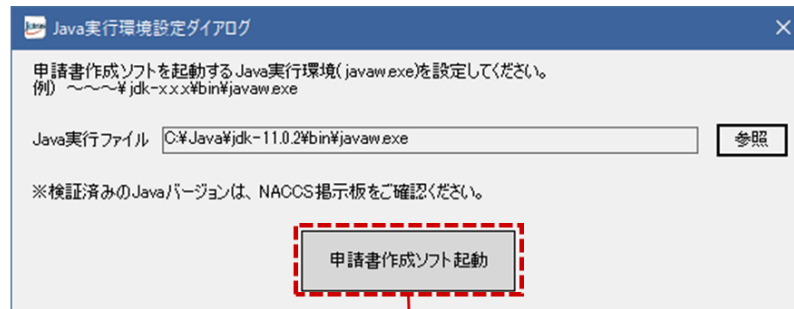 Java実行環境設定ダイアログ
申請書作成ソフトを起動するJava実行環境(javaw.exe)を設定してください。
例) ～～～¥jdk-x.x.x¥bin¥javaw.exe
Java実行ファイル C:¥Java¥jdk-11.0.2¥bin¥javaw.exe 参照
※検証済みのJavaバージョンは、NACCS掲示板をご確認ください。
申請書作成ソフト起動